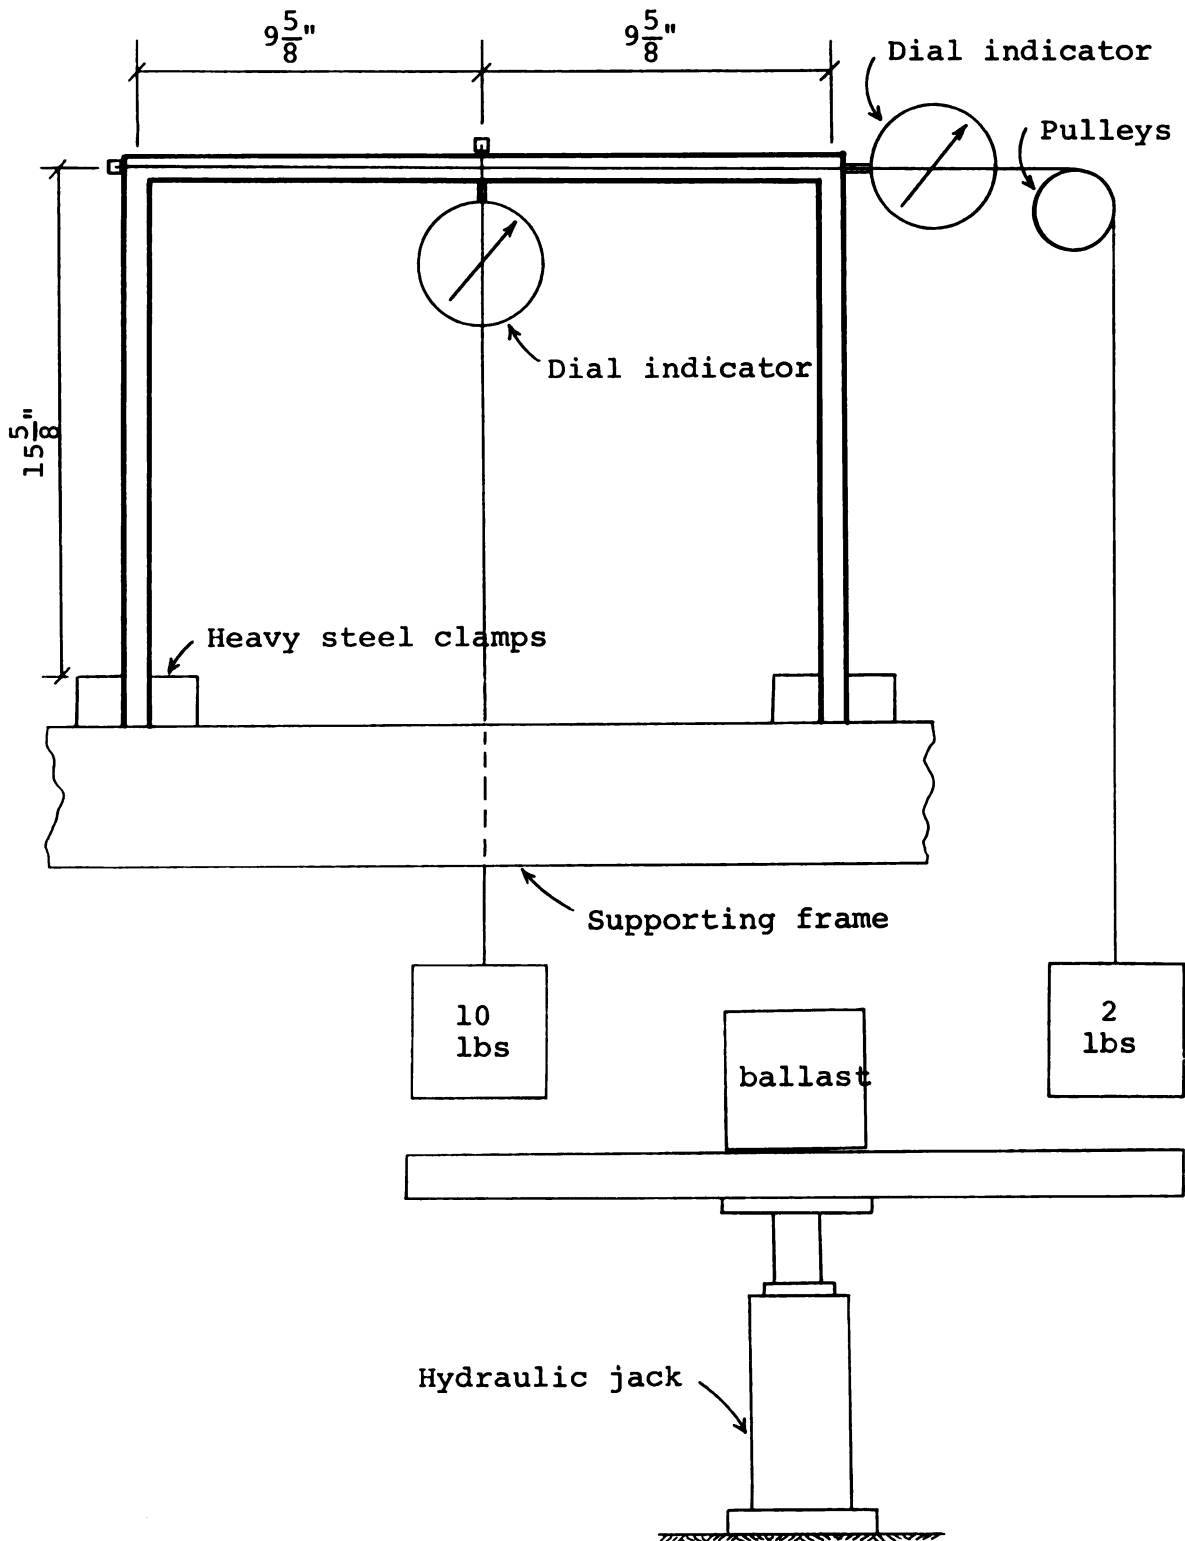 9 5/8"
9 5/8"
Dial indicator
Pulleys
Dial indicator
15 5/8"
Heavy steel clamps
Supporting frame
10
lbs
2
lbs
ballast
Hydraulic jack